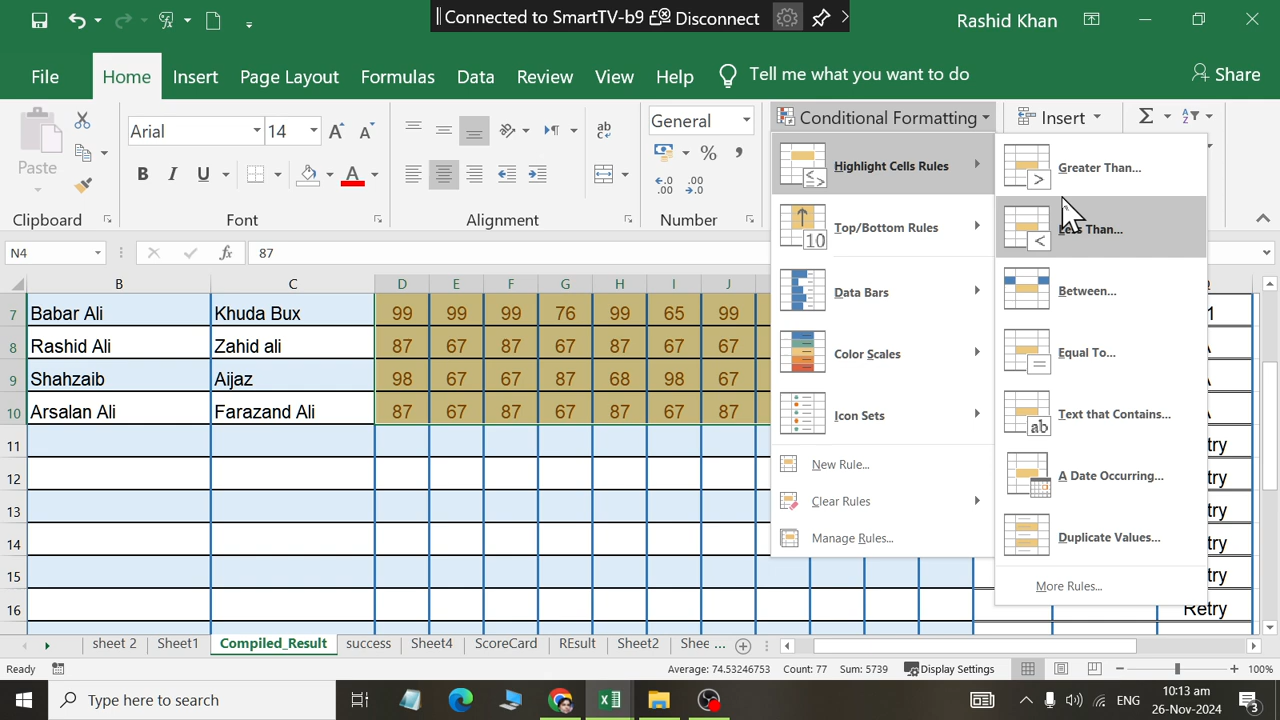 Connected to SmartTV-b9 Disconnect
Rashid Khan
File Home Insert Page Layout Formulas Data Review View Help Tell me what you want to do Share
Paste
Arial 14
General
Conditional Formatting
Insert
B I U A
% ,
Clipboard Font Alignment Number
N4 fx 87
Highlight Cells Rules
Top/Bottom Rules
Data Bars
Color Scales
Icon Sets
New Rule...
Clear Rules
Manage Rules...
Greater Than...
Less Than...
Between...
Equal To...
Text that Contains...
A Date Occurring...
Duplicate Values...
More Rules...
B C D E F G H I J
7 Babar Ali Khuda Bux 99 99 99 76 99 65 99
8 Rashid Ali Zahid ali 87 67 87 67 87 67 67
9 Shahzaib Aijaz 98 67 67 87 68 98 67
10 Arsalan Ali Farazand Ali 87 67 87 67 87 67 87
11
12
13
14
15
16 Retry
sheet 2 Sheet1 Compiled_Result success Sheet4 ScoreCard REsult Sheet2 Shee ...
Ready Average: 74.53246753 Count: 77 Sum: 5739 Display Settings 100%
Type here to search
ENG
10:13 am
26-Nov-2024
3